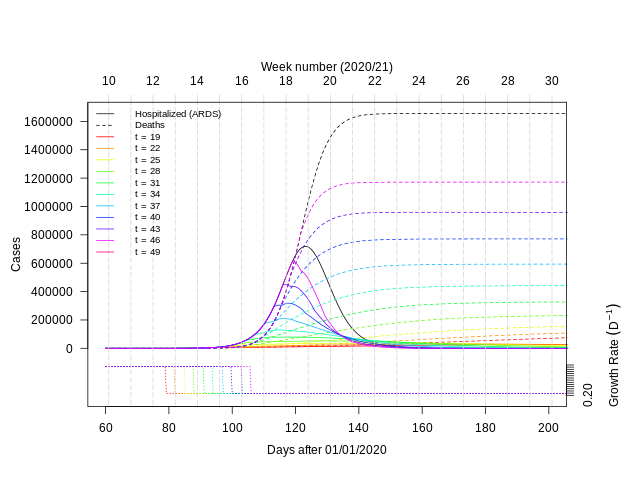 Week number (2020/21)
10 12 14 16 18 20 22 24 26 28 30
Hospitalized (ARDS)
Deaths
t = 19
t = 22
t = 25
t = 28
t = 31
t = 34
t = 37
t = 40
t = 43
t = 46
t = 49
1600000
1400000
1200000
1000000
800000
600000
400000
200000
0
Cases
0.20
Growth Rate (D⁻¹)
60 80 100 120 140 160 180 200
Days after 01/01/2020